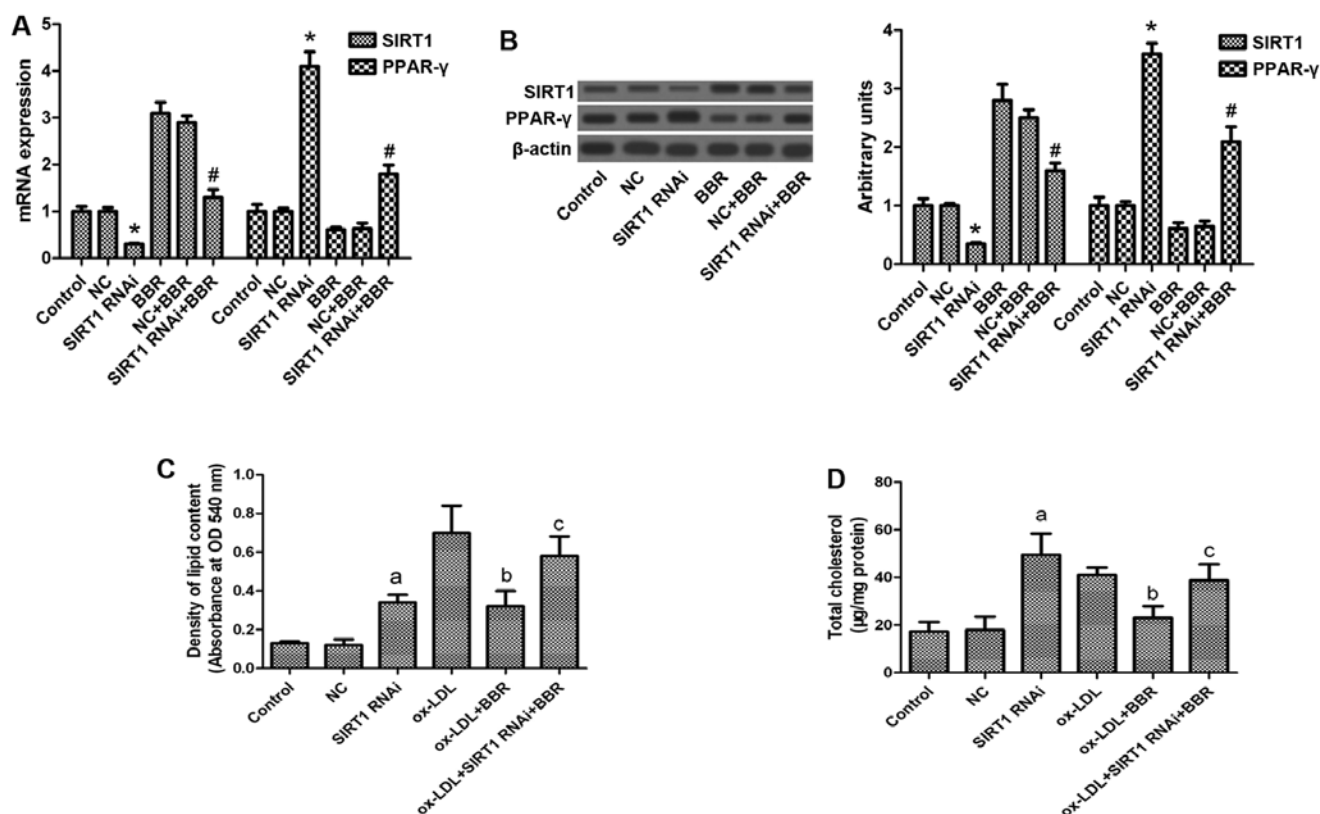 A
mRNA expression
5
4
3
2
1
0
*
*
#
#
SIRT1
PPAR-γ
Control
NC
SIRT1 RNAi
BBR
NC+BBR
SIRT1 RNAi+BBR
Control
NC
SIRT1 RNAi
BBR
NC+BBR
SIRT1 RNAi+BBR
B
SIRT1
PPAR-γ
β-actin
Control
NC
SIRT1 RNAi
BBR
NC+BBR
SIRT1 RNAi+BBR
Arbitrary units
4
3
2
1
0
*
*
#
#
SIRT1
PPAR-γ
Control
NC
SIRT1 RNAi
BBR
NC+BBR
SIRT1 RNAi+BBR
Control
NC
SIRT1 RNAi
BBR
NC+BBR
SIRT1 RNAi+BBR
C
Density of lipid content
(Absorbance at OD 540 nm)
1.0
0.8
0.6
0.4
0.2
0.0
a
b
c
Control
NC
SIRT1 RNAi
ox-LDL
ox-LDL+BBR
ox-LDL+SIRT1 RNAi+BBR
D
Total cholesterol
(μg/mg protein)
80
60
40
20
0
a
b
c
Control
NC
SIRT1 RNAi
ox-LDL
ox-LDL+BBR
ox-LDL+SIRT1 RNAi+BBR